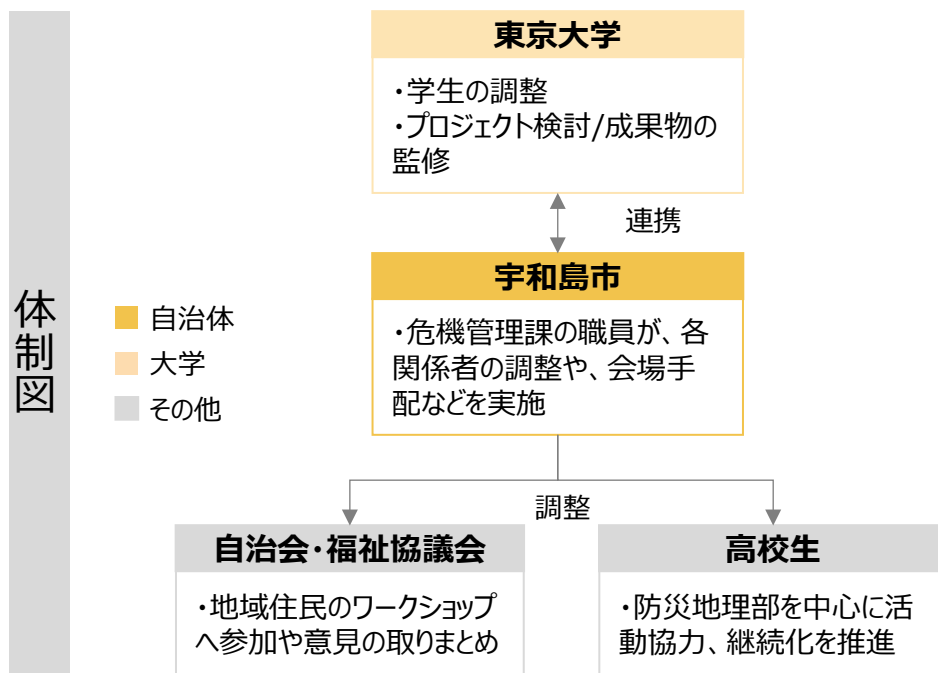 体制図
東京大学
・学生の調整
・プロジェクト検討/成果物の
監修
連携
宇和島市
・危機管理課の職員が、各
関係者の調整や、会場手
配などを実施
自治体
大学
その他
調整
自治会・福祉協議会
・地域住民のワークショップ
へ参加や意見の取りまとめ
高校生
・防災地理部を中心に活
動協力、継続化を推進